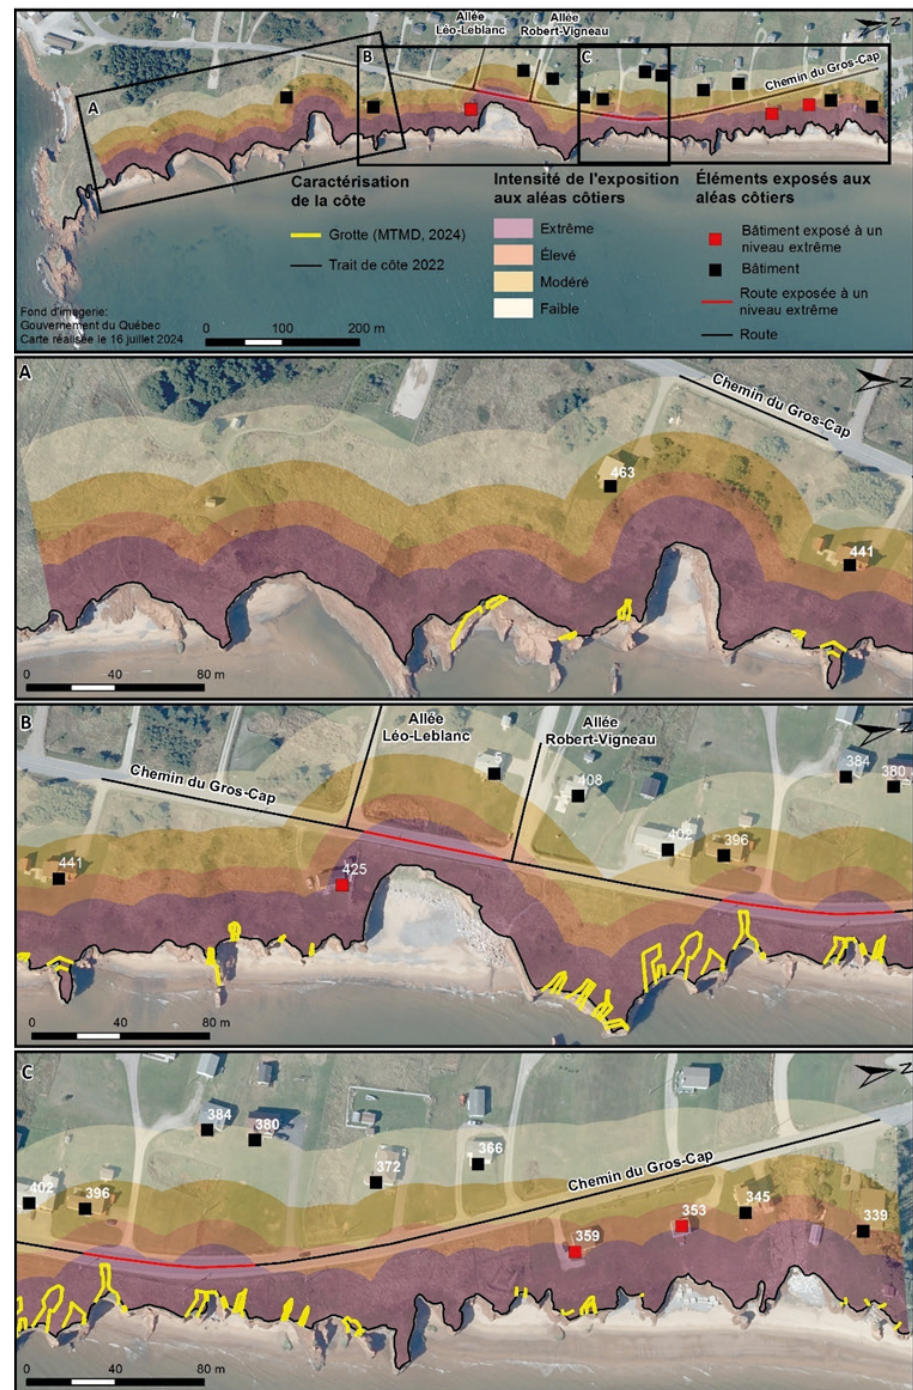 Allée
Léo-Leblanc
Allée
Robert-Vigneau
N
B
C
A
Chemin du Gros-Cap
Caractérisation
de la côte
Grotte (MTMD, 2024)
Trait de côte 2022
Intensité de l'exposition
aux aléas côtiers
Extrême
Élevé
Modéré
Faible
Éléments exposés aux
aléas côtiers
Bâtiment exposé à un
niveau extrême
Bâtiment
Route exposée à un
niveau extrême
Route
Fond d'imagerie:
Gouvernement du Québec
Carte réalisée le 16 juillet 2024
0 100 200 m
A
N
Chemin du Gros-Cap
463
441
0 40 80 m
B
Allée
Léo-Leblanc
Allée
Robert-Vigneau
N
Chemin du Gros-Cap
5
408
384
380
402
396
441
425
0 40 80 m
C
N
384
380
372
366
Chemin du Gros-Cap
402
396
345
353
359
339
0 40 80 m